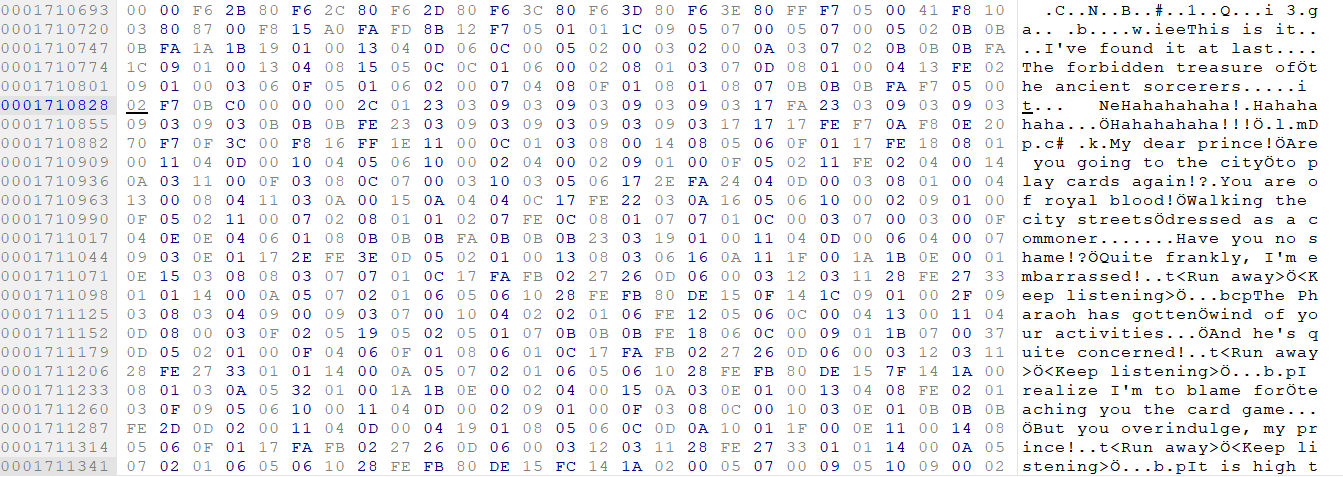 0001710693 00 00 F6 2B 80 F6 2C 80 F6 2D 80 F6 3C 80 F6 3D 80 F6 3E 80 FF F7 05 00 41 F8 10 .C..N..B..#..1..Q...i 3.g
0001710720 03 80 87 00 F8 15 A0 FA FD 8B 12 F7 05 01 01 1C 09 05 07 00 05 07 00 05 02 0B 0B a.. .b....w.ieeThis is it..
0001710747 0B FA 1A 1B 19 01 00 13 04 0D 06 0C 00 05 02 00 03 02 00 0A 03 07 02 0B 0B 0B FA ..I've found it at last....
0001710774 1C 09 01 00 13 04 08 15 05 0C 0C 01 06 00 02 08 01 03 07 0D 08 01 00 04 13 FE 02 The forbidden treasure ofÖt
0001710801 09 01 00 03 06 0F 05 01 06 02 00 07 04 08 0F 01 08 01 08 07 0B 0B 0B FA F7 05 00 he ancient sorcerers.....i
0001710828 02 F7 0B C0 00 00 00 2C 01 23 03 09 03 09 03 09 03 09 03 17 FA 23 03 09 03 09 03 t...   NeHahahahaha!.Hahaha
0001710855 09 03 09 03 0B 0B 0B FE 23 03 09 03 09 03 09 03 09 03 17 17 17 FE F7 0A F8 0E 20 haha...ÖHahahahaha!!!Ö.l.mD
0001710882 70 F7 0F 3C 00 F8 16 FF 1E 11 00 0C 01 03 08 00 14 08 05 06 0F 01 17 FE 18 08 01 p.c# .k.My dear prince!ÖAre
0001710909 00 11 04 0D 00 10 04 05 06 10 00 02 04 00 02 09 01 00 0F 05 02 11 FE 02 04 00 14 you going to the cityÖto p
0001710936 0A 03 11 00 0F 03 08 0C 07 00 03 10 03 05 06 17 2E FA 24 04 0D 00 03 08 01 00 04 lay cards again!?.You are o
0001710963 13 00 08 04 11 03 0A 00 15 0A 04 04 0C 17 FE 22 03 0A 16 05 06 10 00 02 09 01 00 f royal blood!ÖWalking the
0001710990 0F 05 02 11 00 07 02 08 01 01 02 07 FE 0C 08 01 07 07 01 0C 00 03 07 00 03 00 0F city streetsÖdressed as a c
0001711017 04 0E 0E 04 06 01 08 0B 0B 0B FA 0B 0B 0B 23 03 19 01 00 11 04 0D 00 06 04 00 07 ommoner.......Have you no s
0001711044 09 03 0E 01 17 2E FE 3E 0D 05 02 01 00 13 08 03 06 16 0A 11 1F 00 1A 1B 0E 00 01 hame!?ÖQuite frankly, I'm e
0001711071 0E 15 03 08 08 03 07 07 01 0C 17 FA FB 02 27 26 0D 06 00 03 12 03 11 28 FE 27 33 mbarrassed!..t<Run away>Ö<K
0001711098 01 01 14 00 0A 05 07 02 01 06 05 06 10 28 FE FB 80 DE 15 0F 14 1C 09 01 00 2F 09 eep listening>Ö...bcpThe Ph
0001711125 03 08 03 04 09 00 09 03 07 00 10 04 02 02 01 06 FE 12 05 06 0C 00 04 13 00 11 04 araoh has gottenÖwind of yo
0001711152 0D 08 00 03 0F 02 05 19 05 02 05 01 07 0B 0B 0B FE 18 06 0C 00 09 01 1B 07 00 37 ur activities...ÖAnd he's q
0001711179 0D 05 02 01 00 0F 04 06 0F 01 08 06 01 0C 17 FA FB 02 27 26 0D 06 00 03 12 03 11 uite concerned!..t<Run away
0001711206 28 FE 27 33 01 01 14 00 0A 05 07 02 01 06 05 06 10 28 FE FB 80 DE 15 7F 14 1A 00 >Ö<Keep listening>Ö...b.pI
0001711233 08 01 03 0A 05 32 01 00 1A 1B 0E 00 02 04 00 15 0A 03 0E 01 00 13 04 08 FE 02 01 realize I'm to blame forÖte
0001711260 03 0F 09 05 06 10 00 11 04 0D 00 02 09 01 00 0F 03 08 0C 00 10 03 0E 01 0B 0B 0B aching you the card game...
0001711287 FE 2D 0D 02 00 11 04 0D 00 04 19 01 08 05 06 0C 0D 0A 10 01 1F 00 0E 11 00 14 08 ÖBut you overindulge, my pr
0001711314 05 06 0F 01 17 FA FB 02 27 26 0D 06 00 03 12 03 11 28 FE 27 33 01 01 14 00 0A 05 ince!..t<Run away>Ö<Keep li
0001711341 07 02 01 06 05 06 10 28 FE FB 80 DE 15 FC 14 1A 02 00 05 07 00 09 05 10 09 00 02 stening>Ö...b.pIt is high t